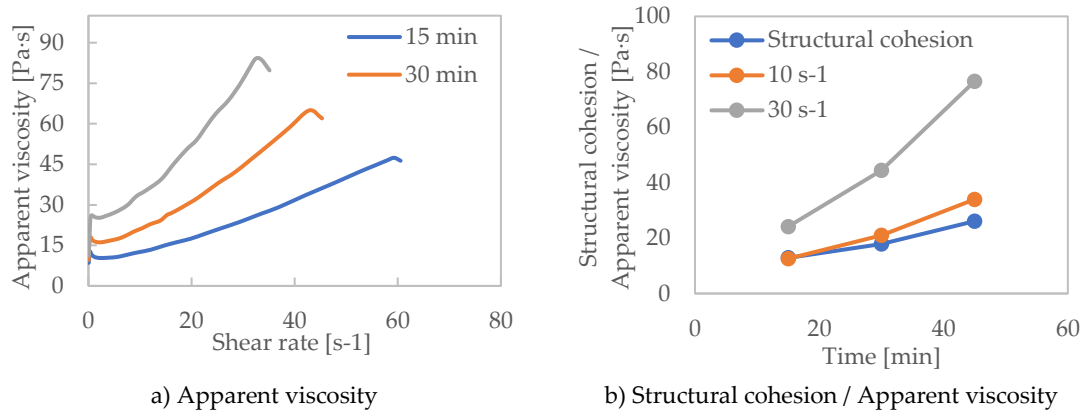 Apparent viscosity [Pa·s]
90
75
60
45
30
15
0
15 min
30 min
0 20 40 60 80
Shear rate [s-1]
a) Apparent viscosity
Structural cohesion /
Apparent viscosity [Pa·s]
100
80
60
40
20
0
Structural cohesion
10 s-1
30 s-1
0 20 40 60
Time [min]
b) Structural cohesion / Apparent viscosity